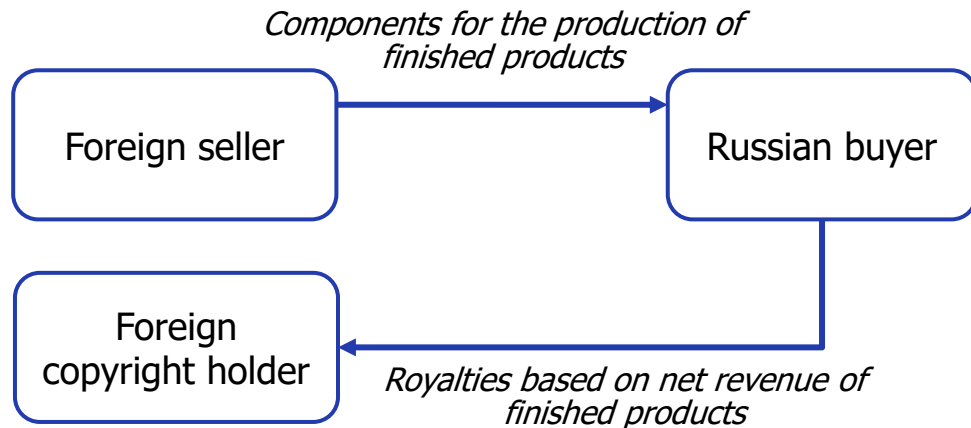 Components for the production of
finished products
Foreign seller
Russian buyer
Foreign
copyright holder
Royalties based on net revenue of
finished products